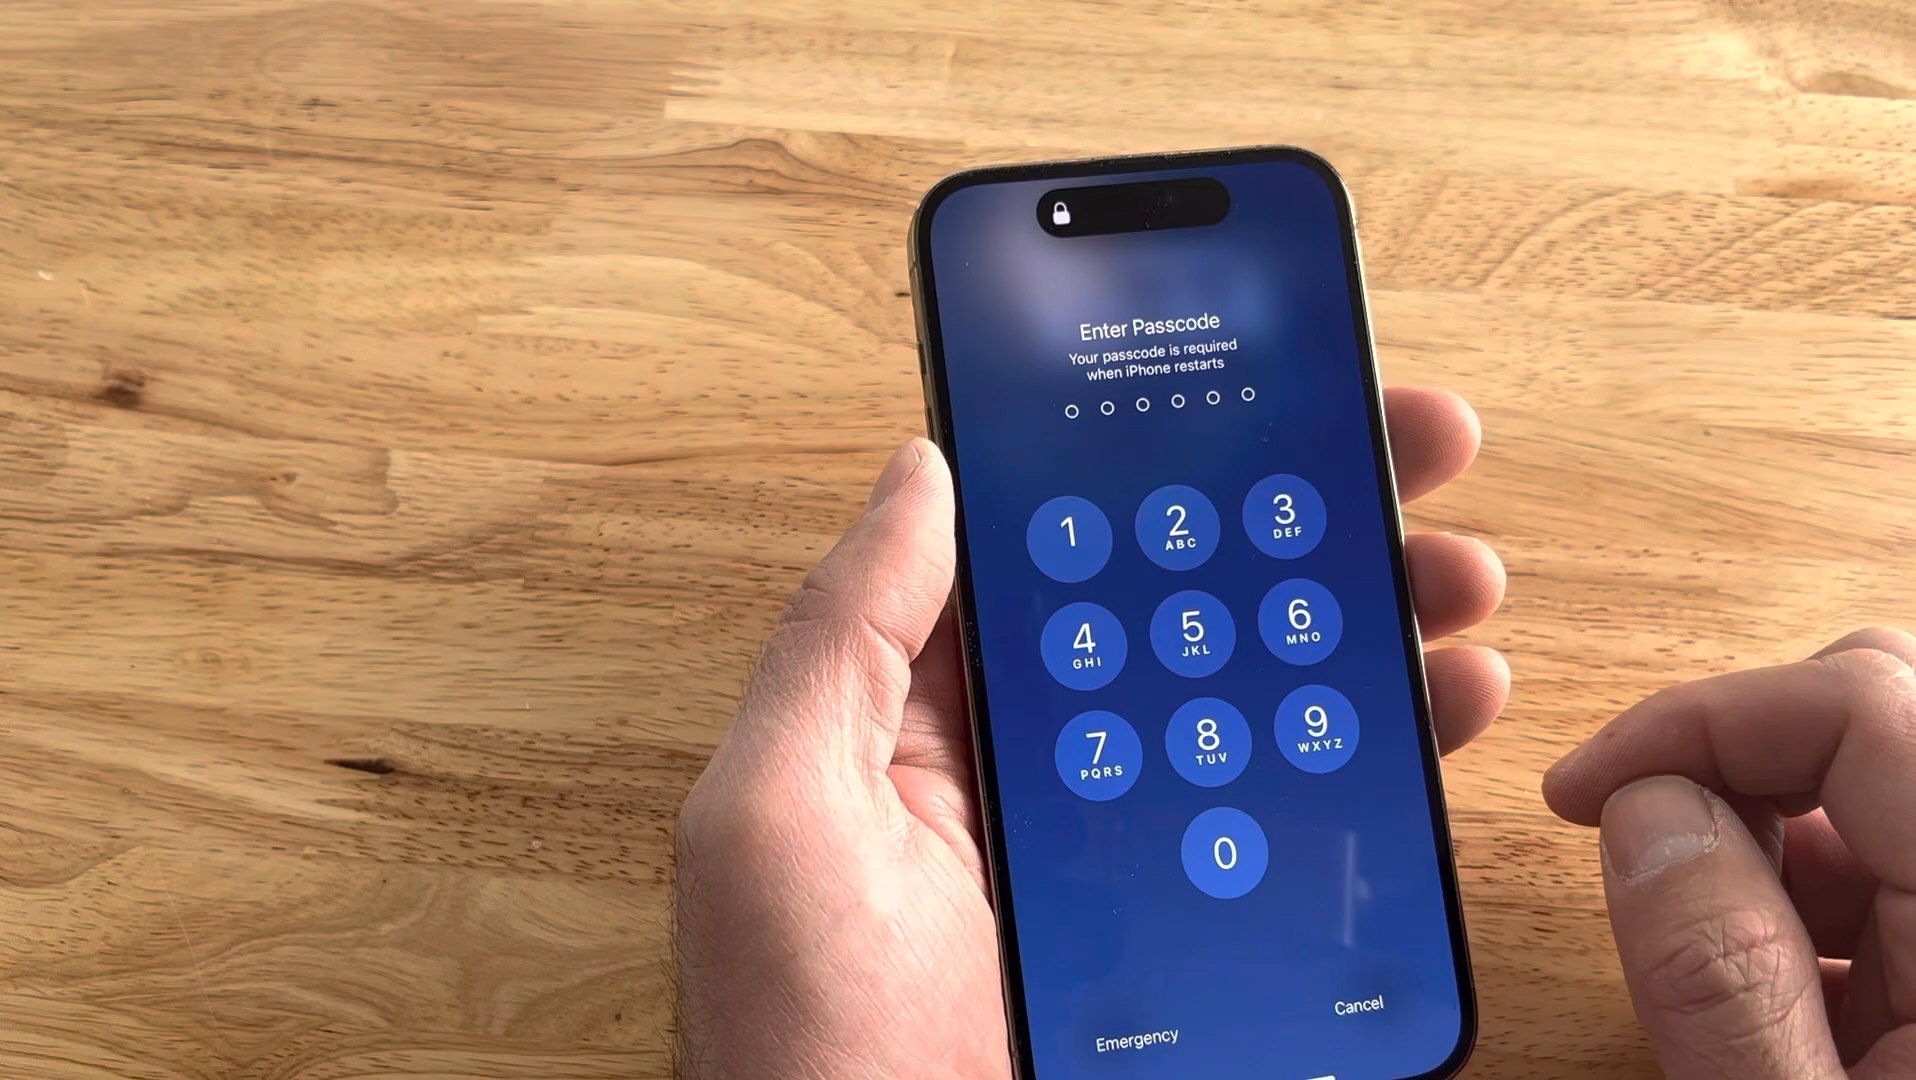 Enter Passcode
Your passcode is required
when iPhone restarts
1
2
ABC
3
DEF
4
GHI
5
JKL
6
MNO
7
PQRS
8
TUV
9
WXYZ
0
Emergency
Cancel